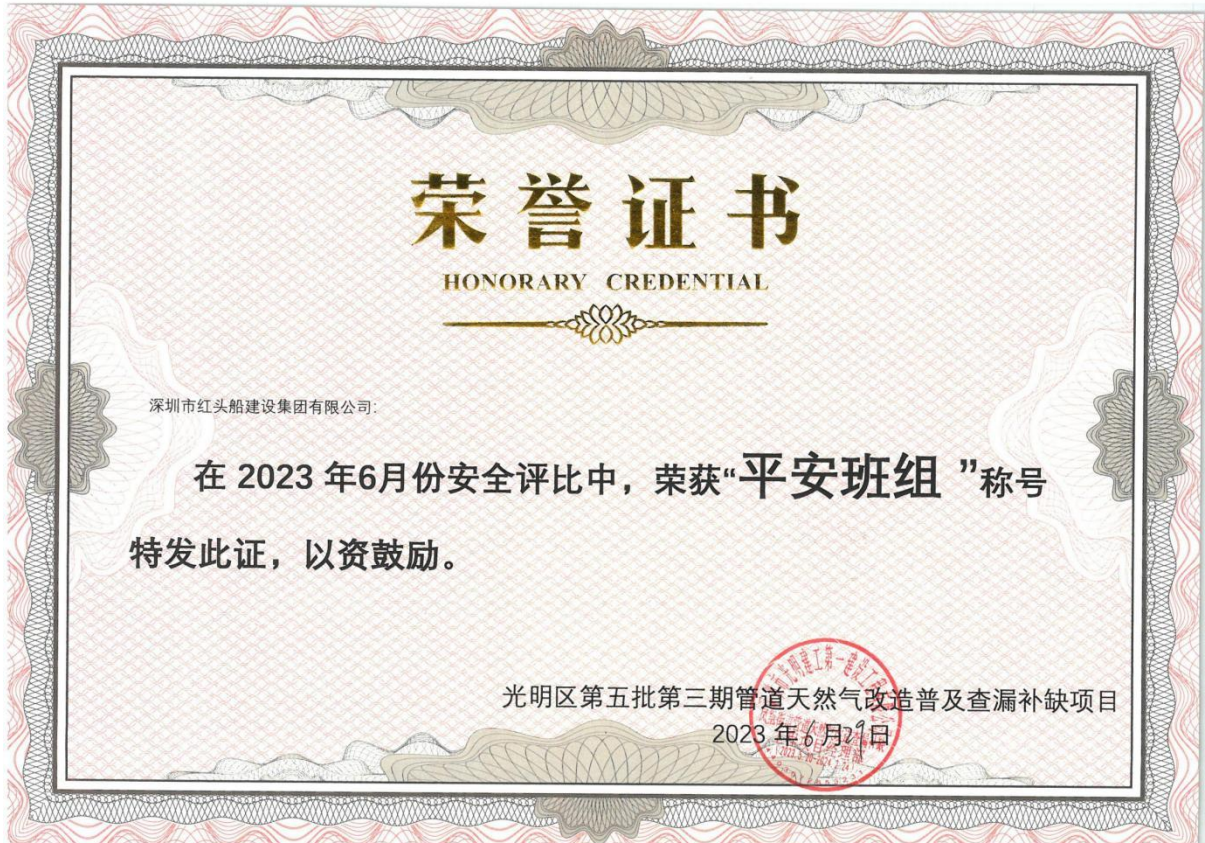 荣誉证书
HONORARY CREDENTIAL
深圳市红头船建设集团有限公司:
在 2023 年6月份安全评比中，荣获“平安班组 ”称号
特发此证，以资鼓励。
光明区第五批第三期管道天然气改造普及查漏补缺项目
2023 年6月29日